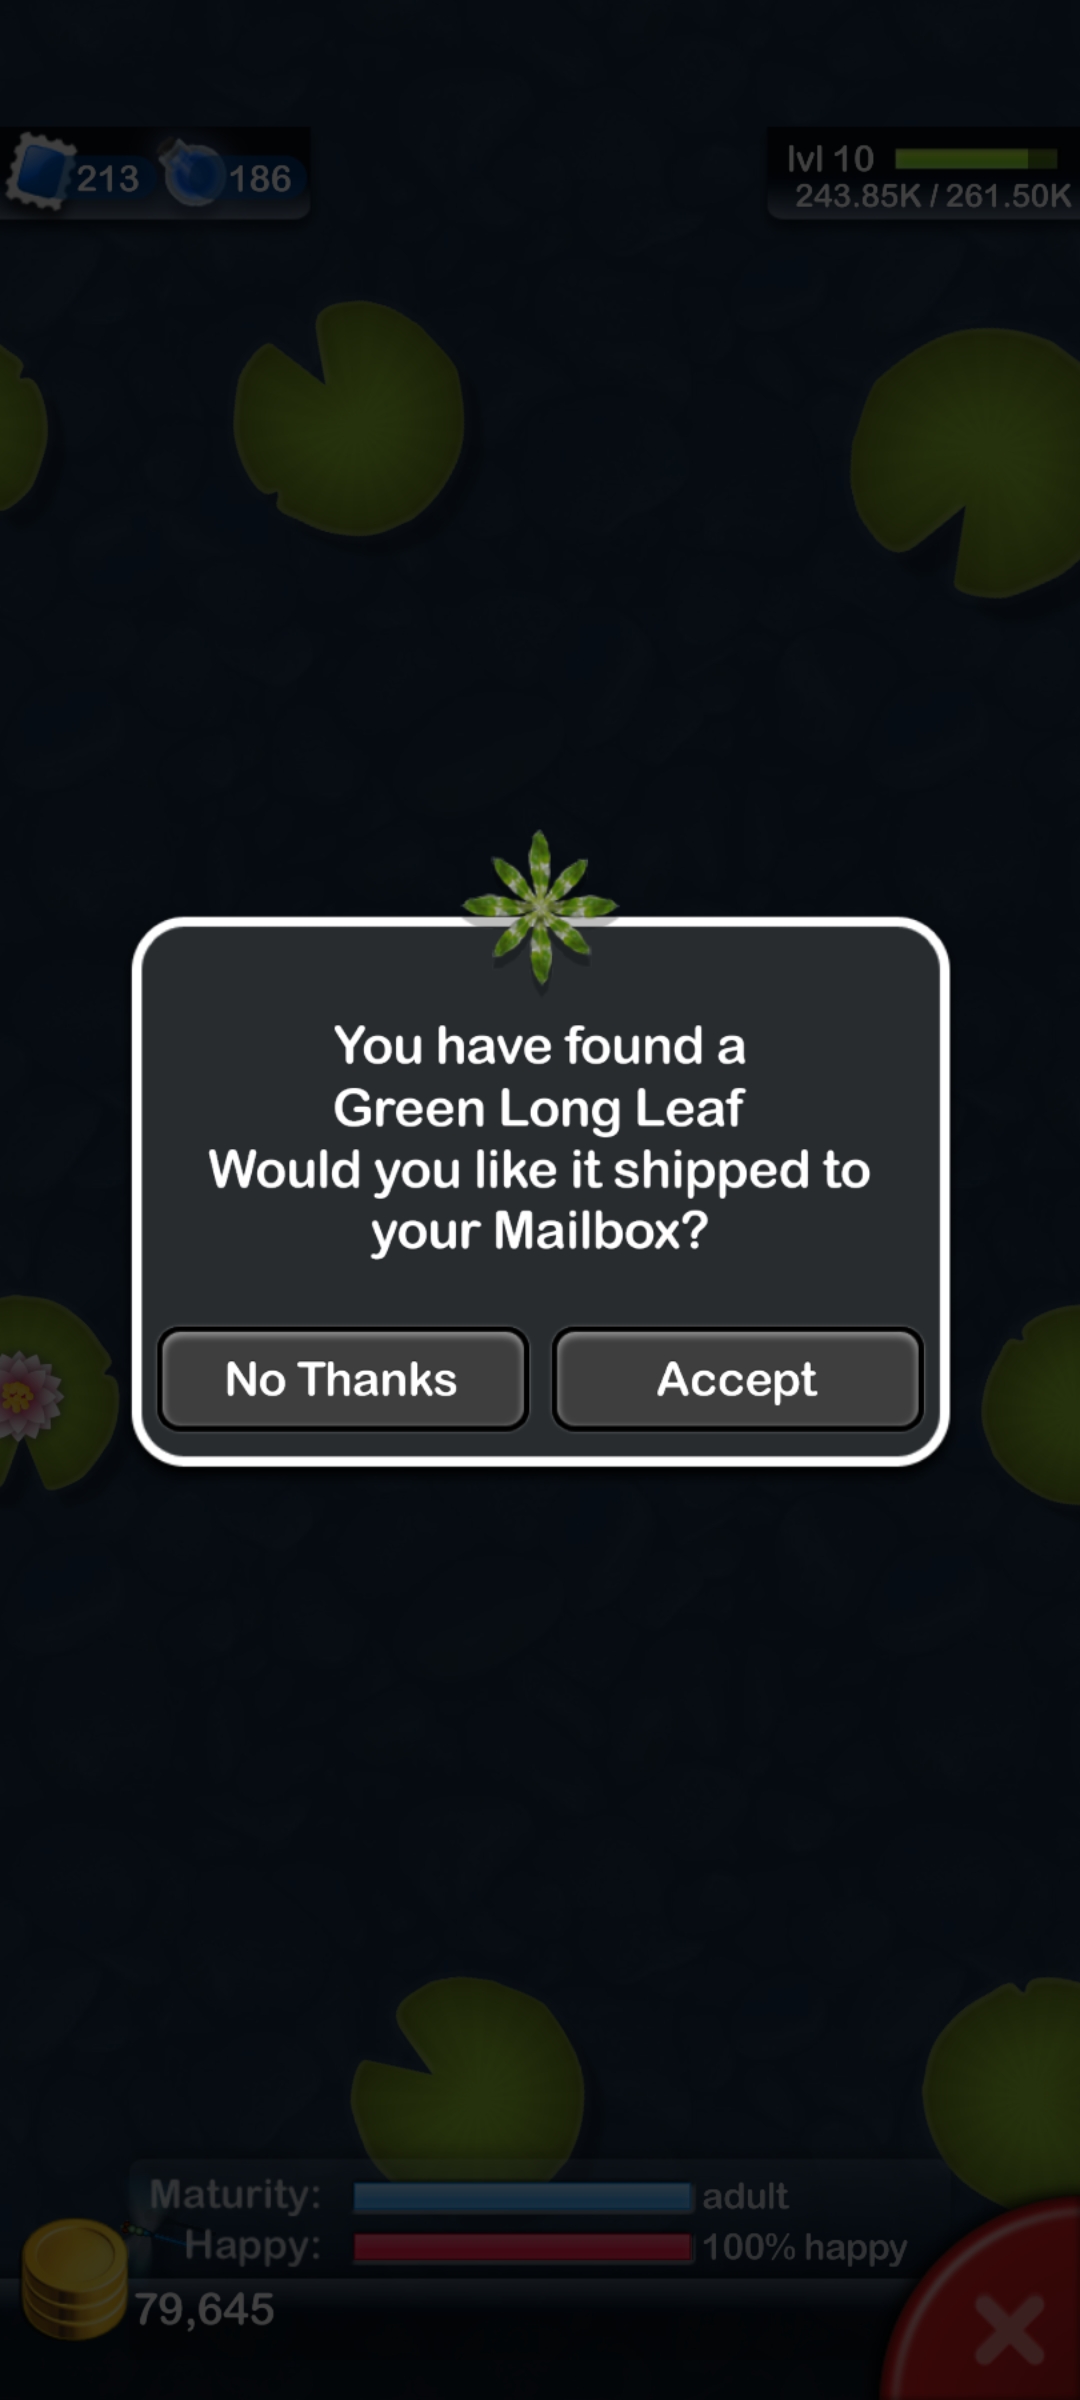 213
186
lvl 10
243.85K / 261.50K
You have found a
Green Long Leaf
Would you like it shipped to
your Mailbox?
No Thanks
Accept
Maturity:
adult
Happy:
100% happy
79,645